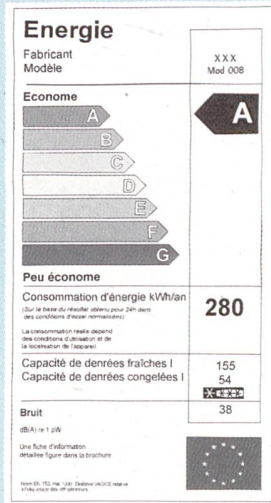 Energie
Fabricant
Modèle
XXX
Mod 008
Econome
A
B
C
D
E
F
G
A
Peu économe
Consommation d'énergie kWh/an
280
(Sur la base du résultat obtenu pour 24h dans
des conditions d'essai normalisées)
La consommation réelle dépend
des conditions d'utilisation et de
la localisation de l'appareil
Capacité de denrées fraîches l
155
Capacité de denrées congelées l
54
Bruit
38
dB(A) re 1 pW
Une fiche d'information
détaillée figure dans la brochure